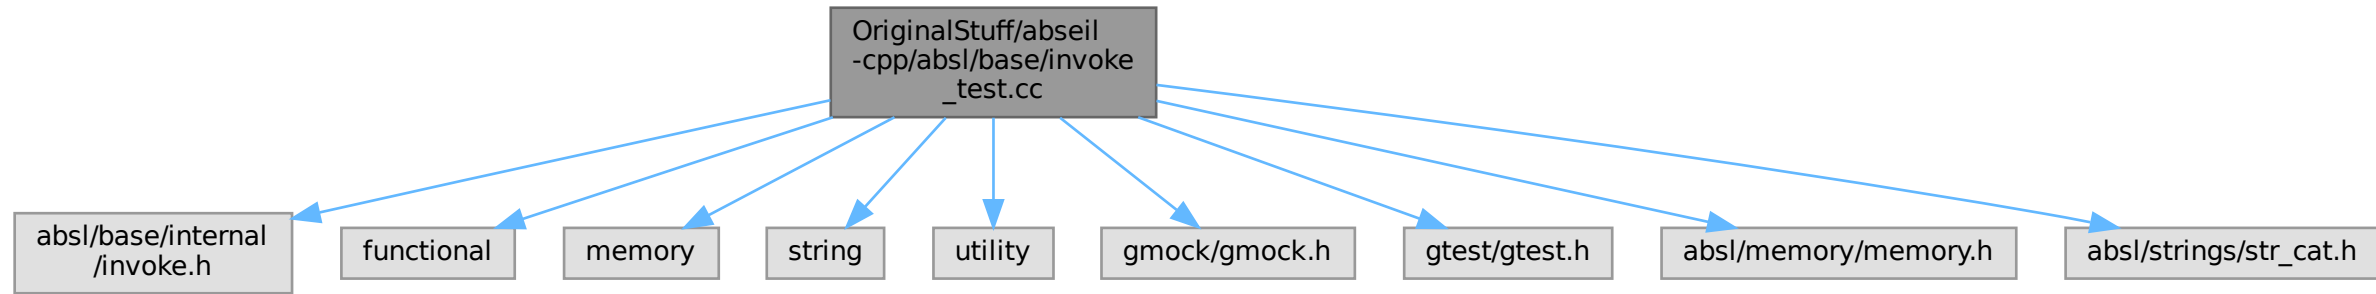 OriginalStuff/abseil
-cpp/absl/base/invoke
_test.cc
absl/base/internal
/invoke.h
functional
memory
string
utility
gmock/gmock.h
gtest/gtest.h
absl/memory/memory.h
absl/strings/str_cat.h